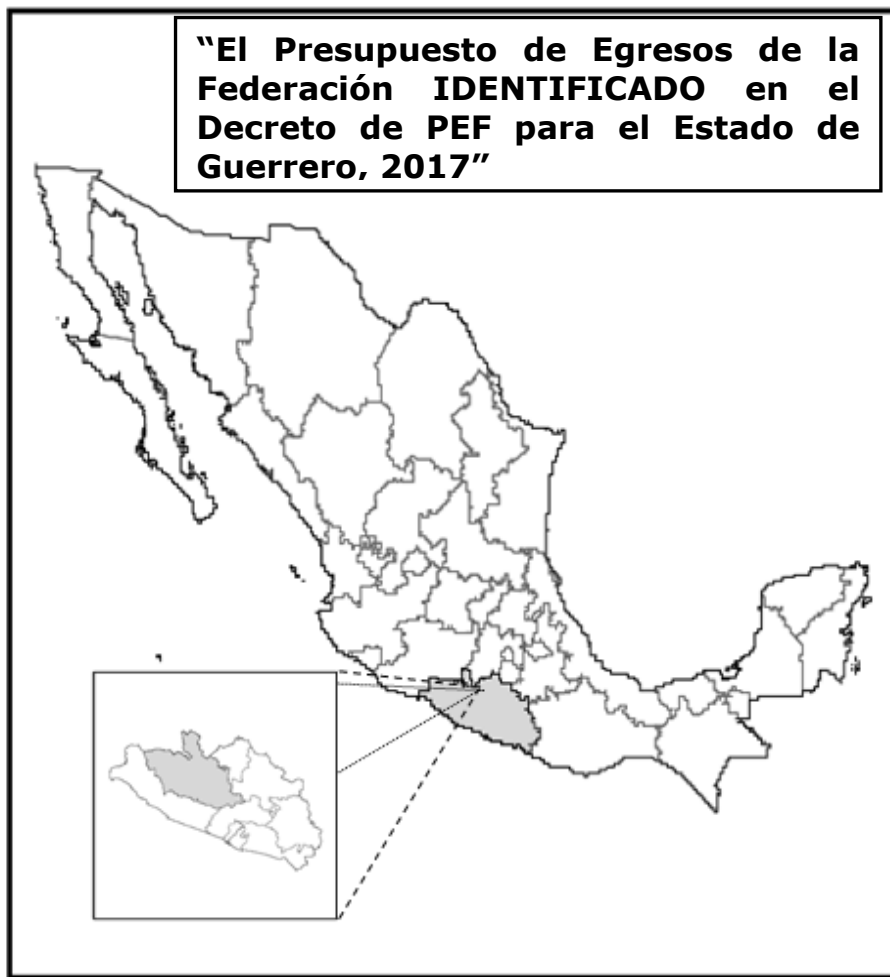 “El Presupuesto de Egresos de la
Federación IDENTIFICADO en el
Decreto de PEF para el Estado de
Guerrero, 2017”